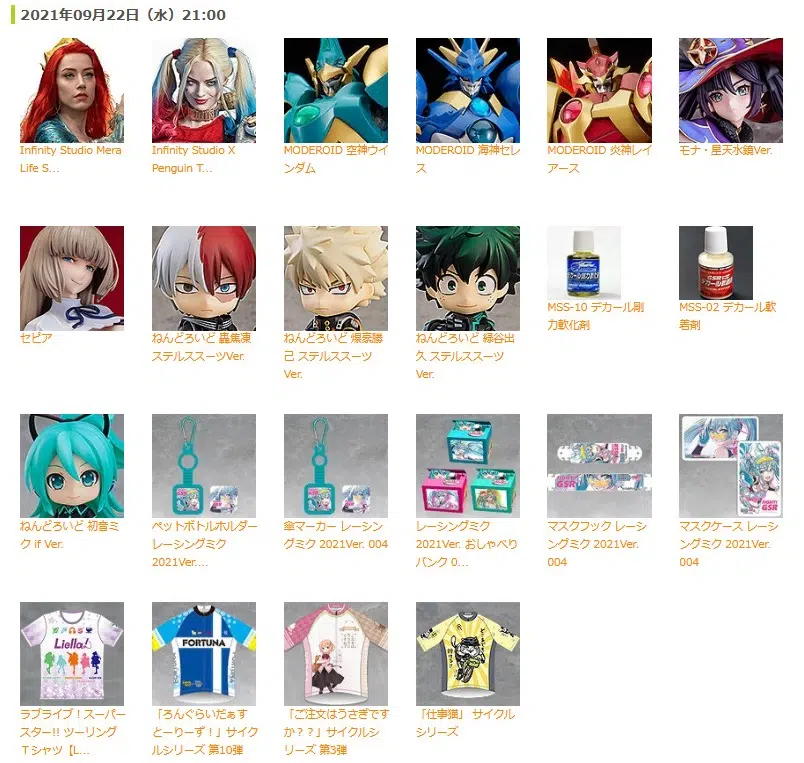 2021年09月22日（水）21:00
Infinity Studio Mera
Life S...
Infinity Studio X
Penguin T...
MODEROID 空神ウイ
ンダム
MODEROID 海神セレ
ス
MODEROID 炎神レイ
アース
モナ・星天水鏡Ver.
セピア
ねんどろいど 轟焦凍
ステルススーツVer.
ねんどろいど 爆豪勝
己 ステルススーツ
Ver.
ねんどろいど 緑谷出
久 ステルススーツ
Ver.
MSS-10 デカール剛
力軟化剤
MSS-02 デカール軟
着剤
ねんどろいど 初音ミ
ク if Ver.
ペットボトルホルダー
レーシングミク
2021Ver....
傘マーカー レーシン
グミク 2021Ver. 004
レーシングミク
2021Ver. おしゃべり
バンク 0...
マスクフック レーシ
ングミク 2021Ver.
004
マスクケース レーシ
ングミク 2021Ver.
004
GSR
GSR
Liella!
FORTUNA
ラブライブ！スーパー
スター!! ツーリング
Ｔシャツ【L...
「ろんぐらいだぁす
とーりーず！」サイク
ルシリーズ 第10弾
「ご注文はうさぎです
か？？」サイクルシ
リーズ 第3弾
「仕事猫」 サイクル
シリーズ